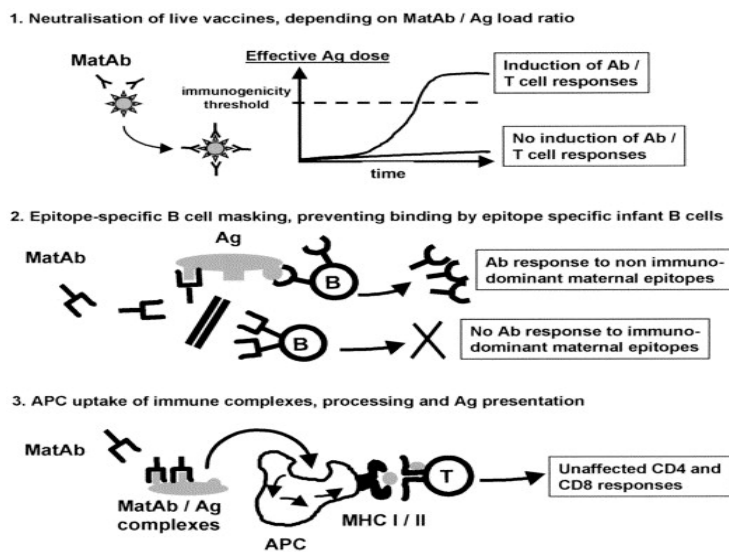 1. Neutralisation of live vaccines, depending on MatAb / Ag load ratio
MatAb
Effective Ag dose
immunogenicity
threshold
time
Induction of Ab /
T cell responses
No induction of Ab /
T cell responses
2. Epitope-specific B cell masking, preventing binding by epitope specific infant B cells
MatAb
Ag
B
Ab response to non immuno-
dominant maternal epitopes
B
No Ab response to immuno-
dominant maternal epitopes
3. APC uptake of immune complexes, processing and Ag presentation
MatAb
MatAb / Ag
complexes
APC
MHC I / II
T
Unaffected CD4 and
CD8 responses